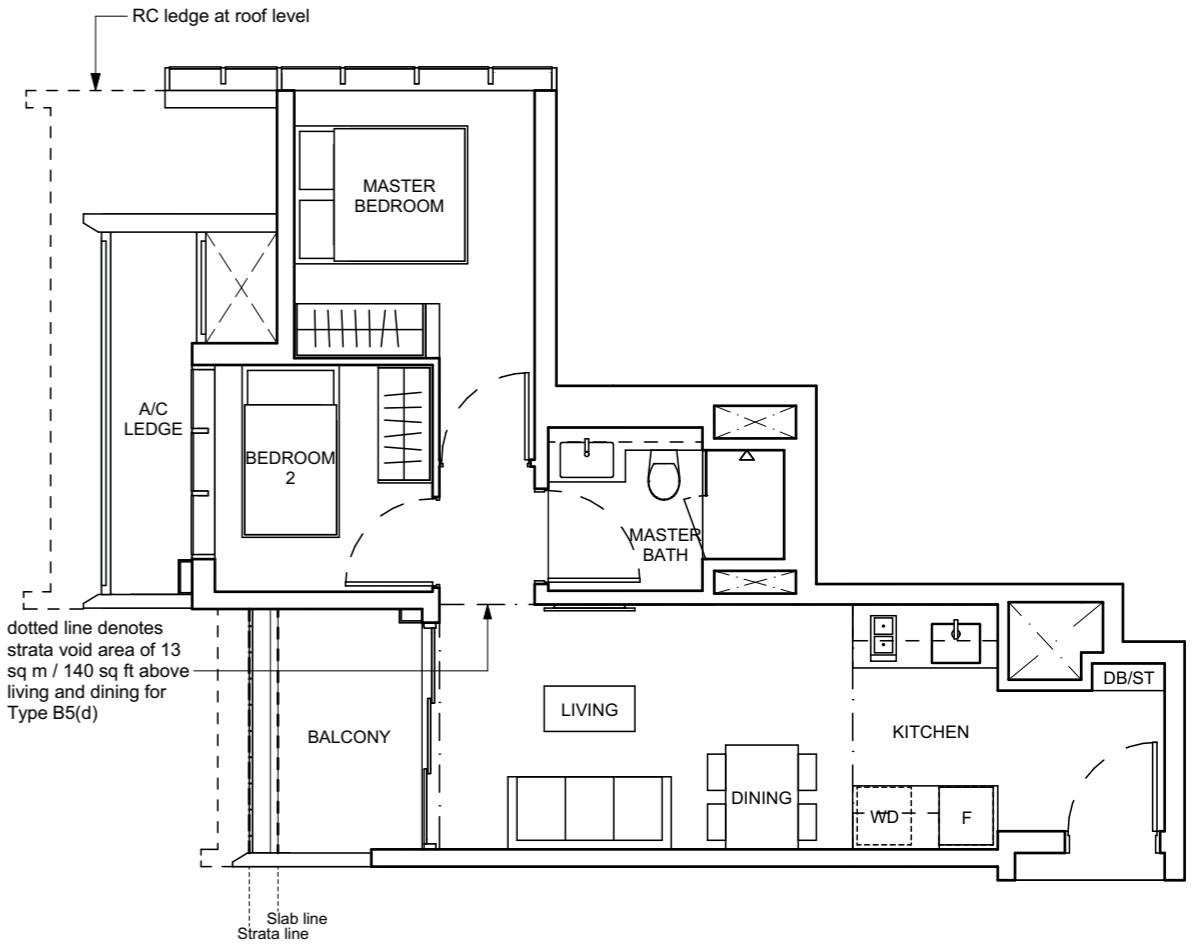 RC ledge at roof level
MASTER
BEDROOM
A/C
LEDGE
BEDROOM
2
MASTER
BATH
dotted line denotes
strata void area of 13
sq m / 140 sq ft above
living and dining for
Type B5(d)
DB/ST
LIVING
KITCHEN
BALCONY
DINING
WD
F
Slab line
Strata line